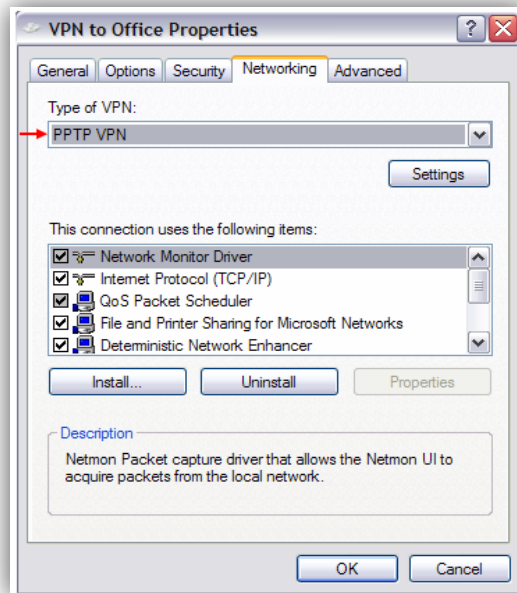 VPN to Office Properties
General Options Security Networking Advanced
Type of VPN:
PPTP VPN
Settings
This connection uses the following items:
Network Monitor Driver
Internet Protocol (TCP/IP)
QoS Packet Scheduler
File and Printer Sharing for Microsoft Networks
Deterministic Network Enhancer
Install... Uninstall Properties
Description
Netmon Packet capture driver that allows the Netmon UI to
acquire packets from the local network.
OK Cancel